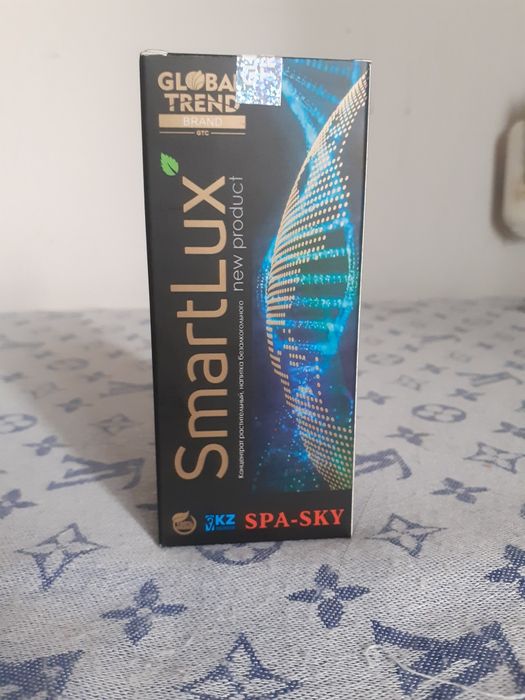 GLOBAL
TREND
BRAND
GTC
SmartLux
new product
Концентрат растительный, напитка безалкогольного
KZ
SPA-SKY